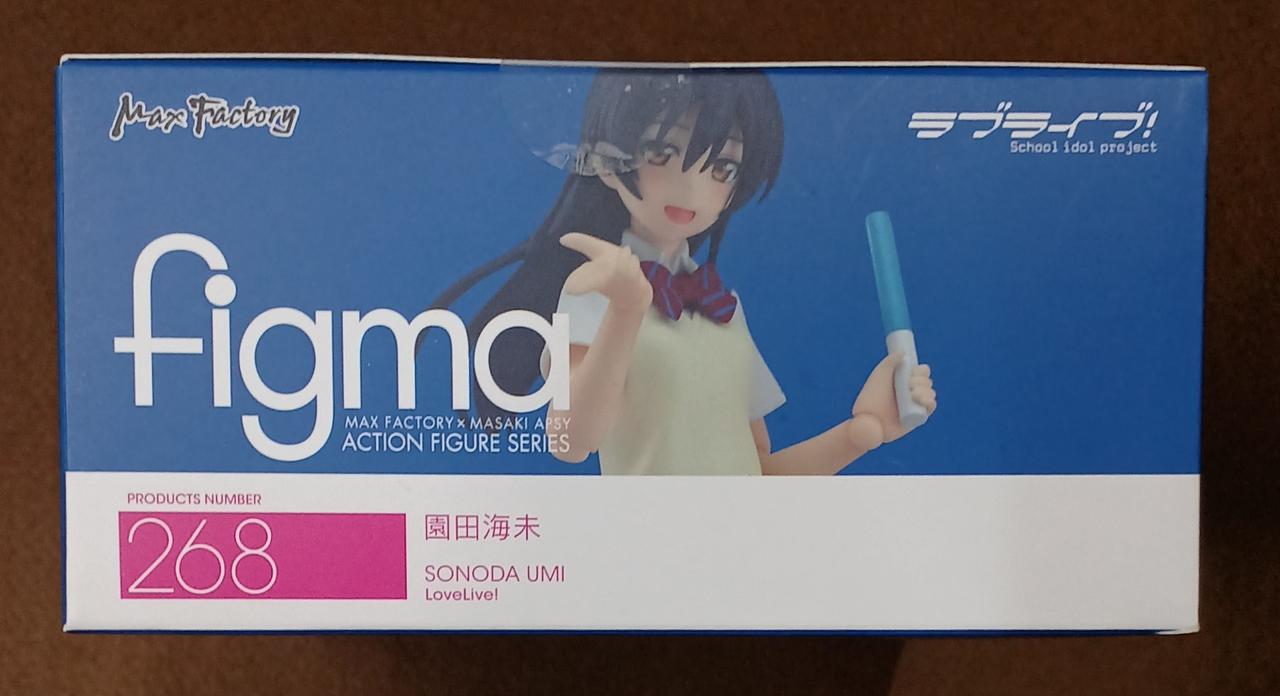 Max Factory
ラブライブ!
School idol project
figma
MAX FACTORY×MASAKI APSY
ACTION FIGURE SERIES
PRODUCTS NUMBER
268
園田海未
SONODA UMI
LoveLive!